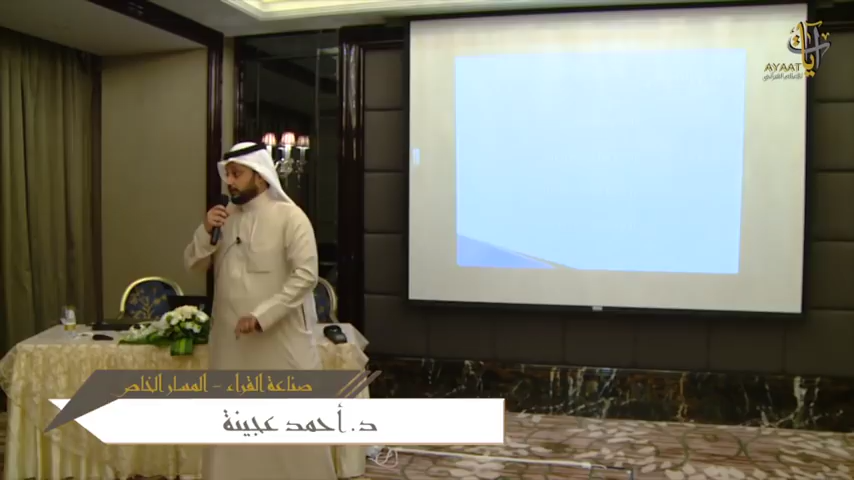 AYAAT
صناعة القراء - المسار الخاص
د. أحمد عجينة